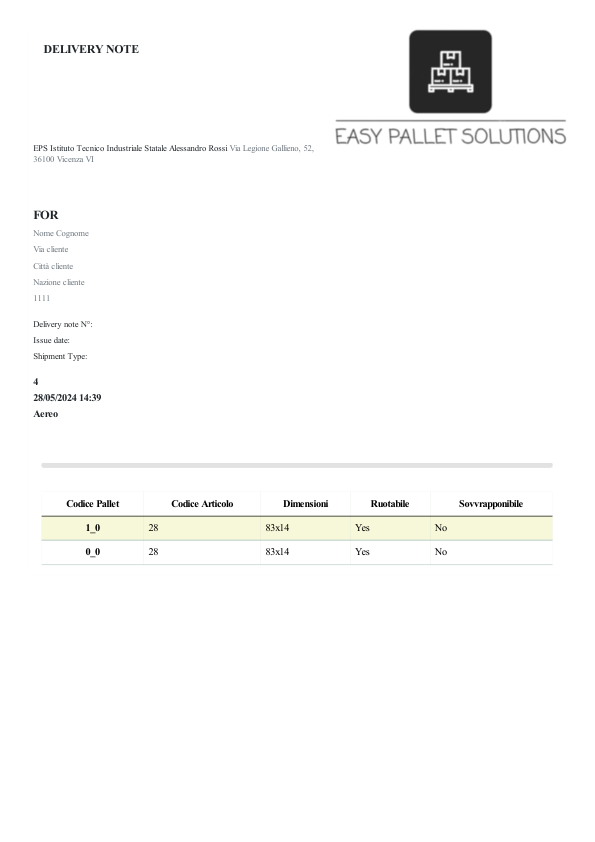 DELIVERY NOTE
EASY PALLET SOLUTIONS
EPS Istituto Tecnico Industriale Statale Alessandro Rossi Via Legione Gallieno, 52,
36100 Vicenza VI
FOR
Nome Cognome
Via cliente
Città cliente
Nazione cliente
1111
Delivery note N°:
Issue date:
Shipment Type:
4
28/05/2024 14:39
Aereo
Codice Pallet Codice Articolo Dimensioni Ruotabile Sovvrapponibile
1_0 28 83x14 Yes No
0_0 28 83x14 Yes No